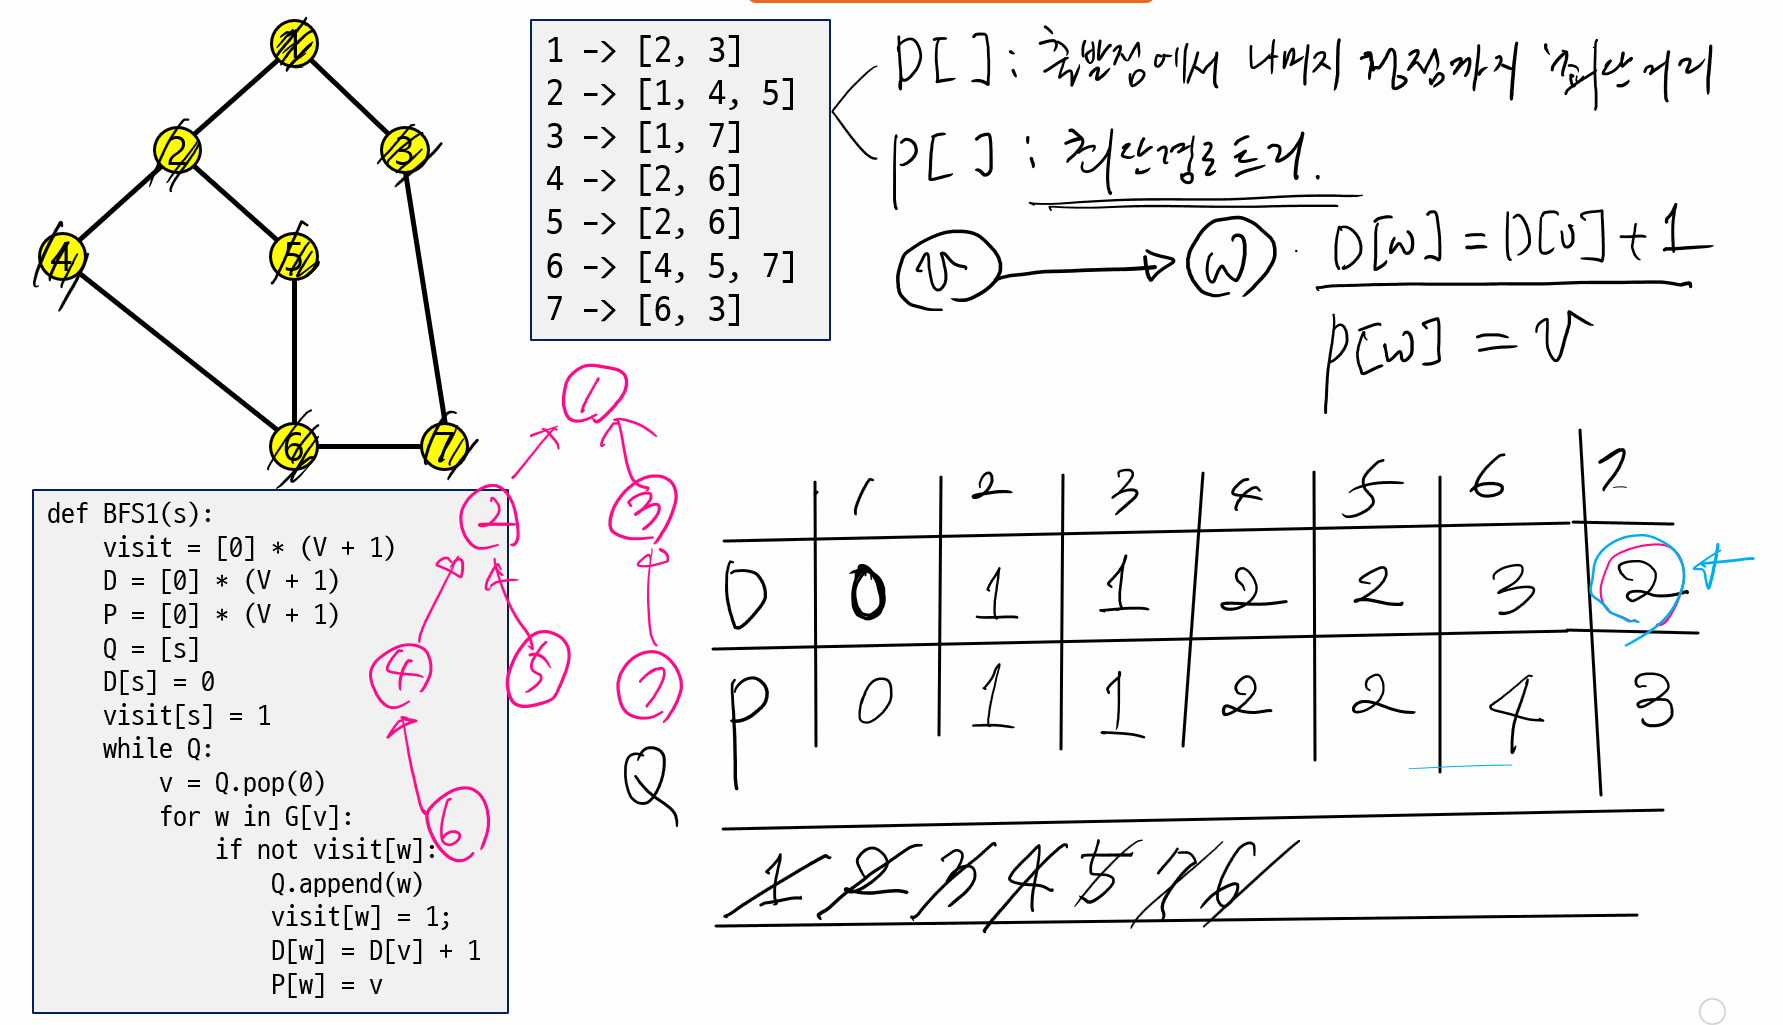 1
2
3
4
5
6
7
1 -> [2, 3]
2 -> [1, 4, 5]
3 -> [1, 7]
4 -> [2, 6]
5 -> [2, 6]
6 -> [4, 5, 7]
7 -> [6, 3]
D[ ] : 출발점에서 나머지 정점까지 최단거리
P[ ] : 최단경로트리.
v w D[w] = D[v] + 1
P[w] = v
def BFS1(s):
visit = [0] * (V + 1)
D = [0] * (V + 1)
P = [0] * (V + 1)
Q = [s]
D[s] = 0
visit[s] = 1
while Q:
v = Q.pop(0)
for w in G[v]:
if not visit[w]:
Q.append(w)
visit[w] = 1;
D[w] = D[v] + 1
P[w] = v
1
2 3
4 5 7
6
1 2 3 4 5 6 7
D 0 1 1 2 2 3 2
P 0 1 1 2 2 4 3
Q
1 2 3 4 5 7 6